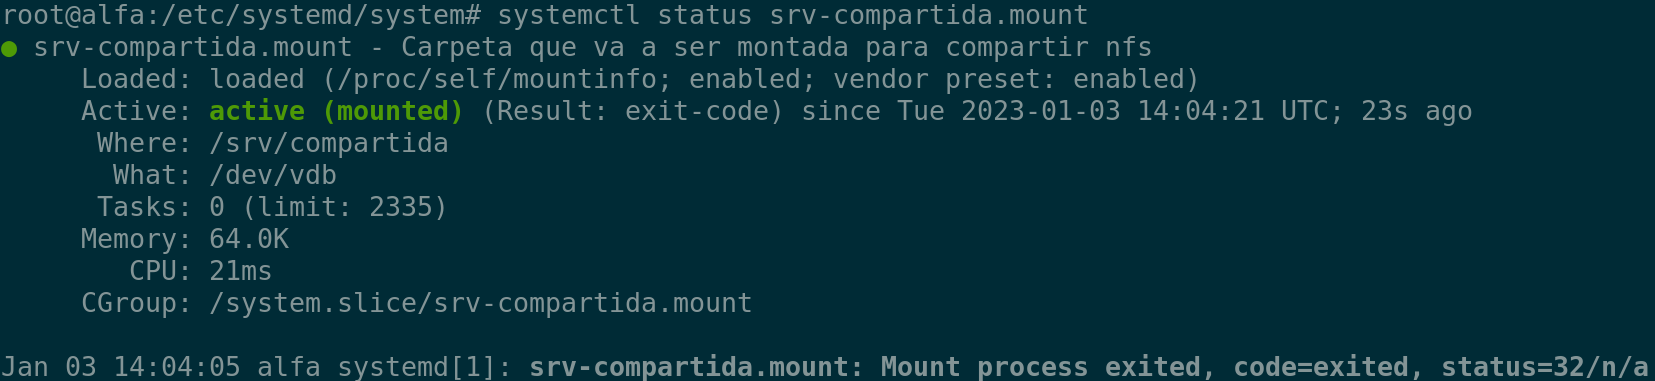 root@alfa:/etc/systemd/system# systemctl status srv-compartida.mount
● srv-compartida.mount - Carpeta que va a ser montada para compartir nfs
Loaded: loaded (/proc/self/mountinfo; enabled; vendor preset: enabled)
Active: active (mounted) (Result: exit-code) since Tue 2023-01-03 14:04:21 UTC; 23s ago
Where: /srv/compartida
What: /dev/vdb
Tasks: 0 (limit: 2335)
Memory: 64.0K
CPU: 21ms
CGroup: /system.slice/srv-compartida.mount
Jan 03 14:04:05 alfa systemd[1]: srv-compartida.mount: Mount process exited, code=exited, status=32/n/a